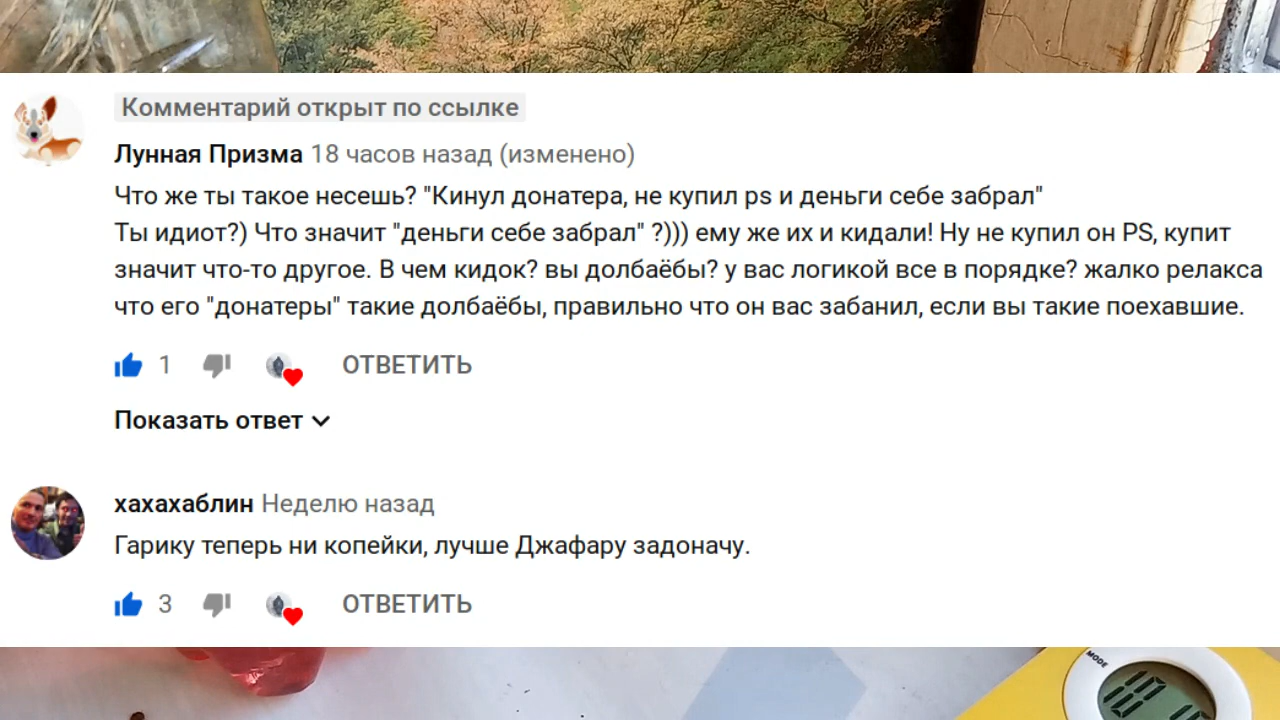 Комментарий открыт по ссылке
Лунная Призма 18 часов назад (изменено)
Что же ты такое несешь? "Кинул донатера, не купил ps и деньги себе забрал"
Ты идиот?) Что значит "деньги себе забрал" ?))) ему же их и кидали! Ну не купил он PS, купит
значит что-то другое. В чем кидок? вы долбаёбы? у вас логикой все в порядке? жалко релакса
что его "донатеры" такие долбаёбы, правильно что он вас забанил, если вы такие поехавшие.
1 ОТВЕТИТЬ
Показать ответ
хахахаблин Неделю назад
Гарику теперь ни копейки, лучше Джафару задоначу.
3 ОТВЕТИТЬ
MODE